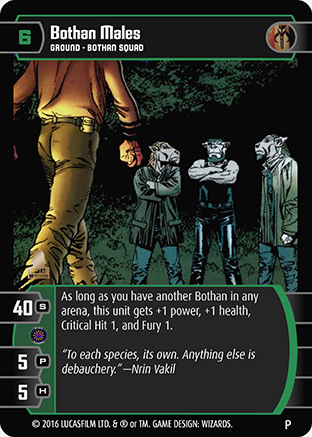 6
Bothan Males
GROUND - BOTHAN SQUAD
40 S
As long as you have another Bothan in any
arena, this unit gets +1 power, +1 health,
Critical Hit 1, and Fury 1.
5 P
“To each species, its own. Anything else is
debauchery.” —Nrin Vakil
5 H
© 2016 LUCASFILM LTD. & ® or TM. GAME DESIGN: WIZARDS.
P